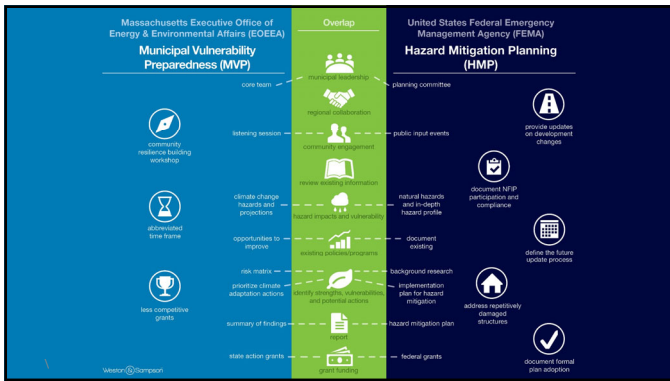 Massachusetts Executive Office of
Energy & Environmental Affairs (EOEEA)
Municipal Vulnerability
Preparedness (MVP)
Overlap
United States Federal Emergency
Management Agency (FEMA)
Hazard Mitigation Planning
(HMP)
core team
municipal leadership
planning committee
regional collaboration
community
resilience building
workshop
listening session
community engagement
public input events
provide updates
on development
changes
review existing information
document NFIP
participation and
compliance
climate change
hazards and
projections
hazard impacts and vulnerability
natural hazards
and in-depth
hazard profile
abbreviated
time frame
opportunities to
improve
existing policies/programs
document
existing
define the future
update process
risk matrix
background research
prioritize climate
adaptation actions
identify strengths, vulnerabilities,
and potential actions
implementation
plan for hazard
mitigation
less competitive
grants
address repetitively
damaged
structures
summary of findings
report
hazard mitigation plan
state action grants
grant funding
federal grants
document formal
plan adoption
Weston & Sampson